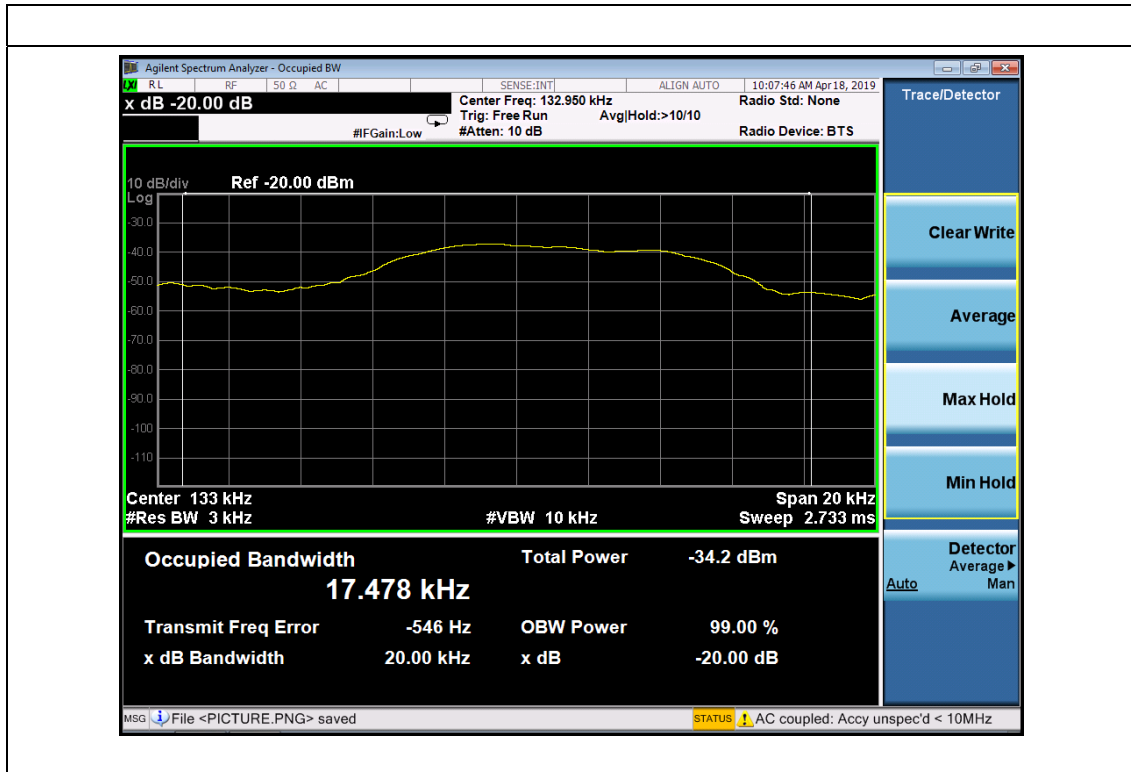 Agilent Spectrum Analyzer - Occupied BW
LXI RL RF 50 Ω AC SENSE:INT ALIGN AUTO 10:07:46 AM Apr 18, 2019
x dB -20.00 dB
Center Freq: 132.950 kHz
Radio Std: None
Trig: Free Run Avg|Hold:>10/10
#IFGain:Low
#Atten: 10 dB
Radio Device: BTS
10 dB/div Ref -20.00 dBm
Log
-30.0
-40.0
-50.0
-60.0
-70.0
-80.0
-90.0
-100
-110
Center 133 kHz
Span 20 kHz
#Res BW 3 kHz
#VBW 10 kHz
Sweep 2.733 ms
Occupied Bandwidth
17.478 kHz
Total Power -34.2 dBm
Transmit Freq Error -546 Hz
OBW Power 99.00 %
x dB Bandwidth 20.00 kHz
x dB -20.00 dB
Trace/Detector
Clear Write
Average
Max Hold
Min Hold
Detector
Average▶
Auto Man
MSG File <PICTURE.PNG> saved
STATUS AC coupled: Accy unspec'd < 10MHz